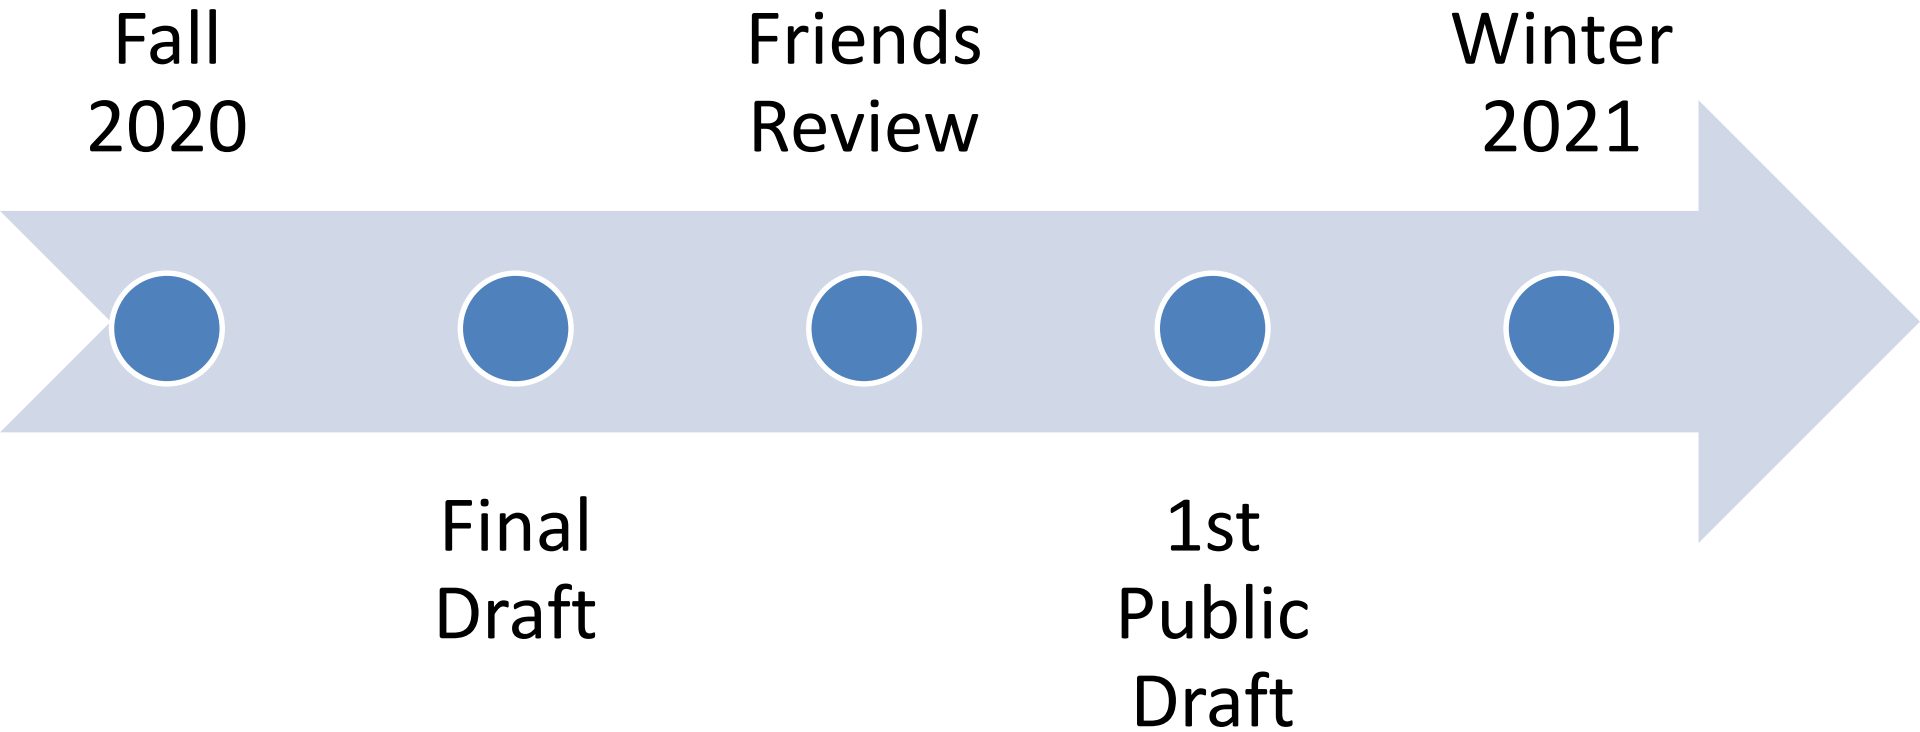 Fall
2020
Final
Draft
Friends
Review
1st
Public
Draft
Winter
2021